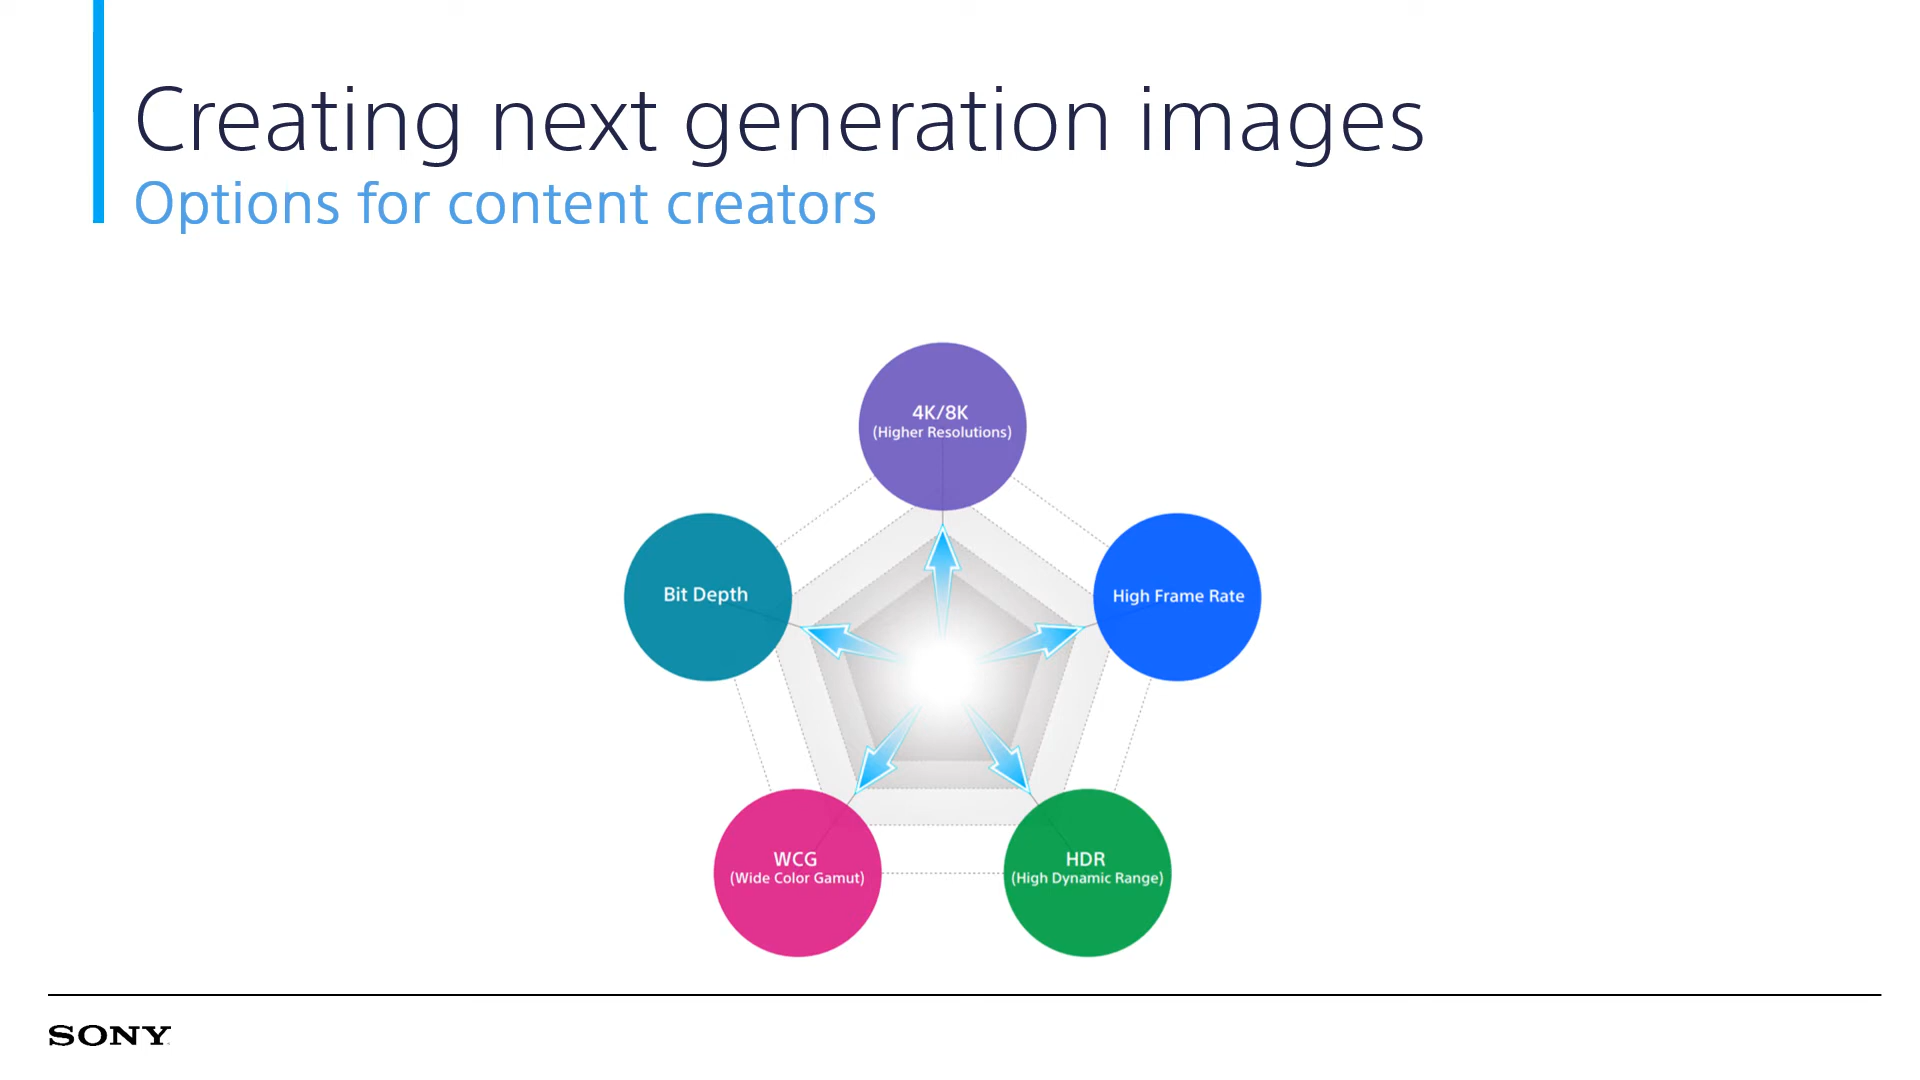 Creating next generation images
Options for content creators
4K/8K
(Higher Resolutions)
Bit Depth
High Frame Rate
WCG
(Wide Color Gamut)
HDR
(High Dynamic Range)
SONY